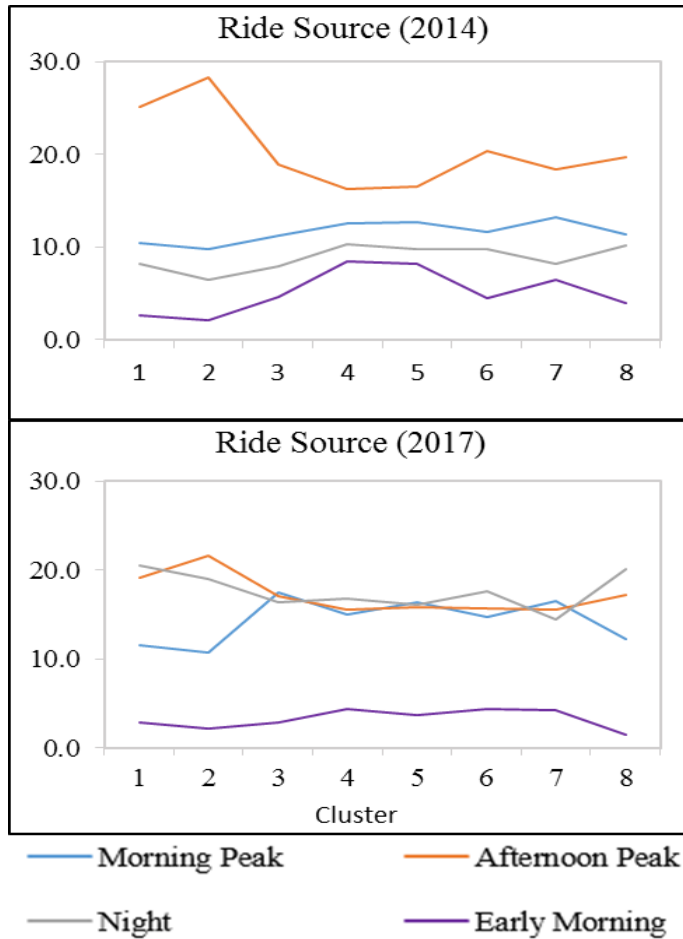 Ride Source (2014)
30.0
20.0
10.0
0.0
1 2 3 4 5 6 7 8
Ride Source (2017)
30.0
20.0
10.0
0.0
1 2 3 4 5 6 7 8
Cluster
Morning Peak Afternoon Peak
Night Early Morning